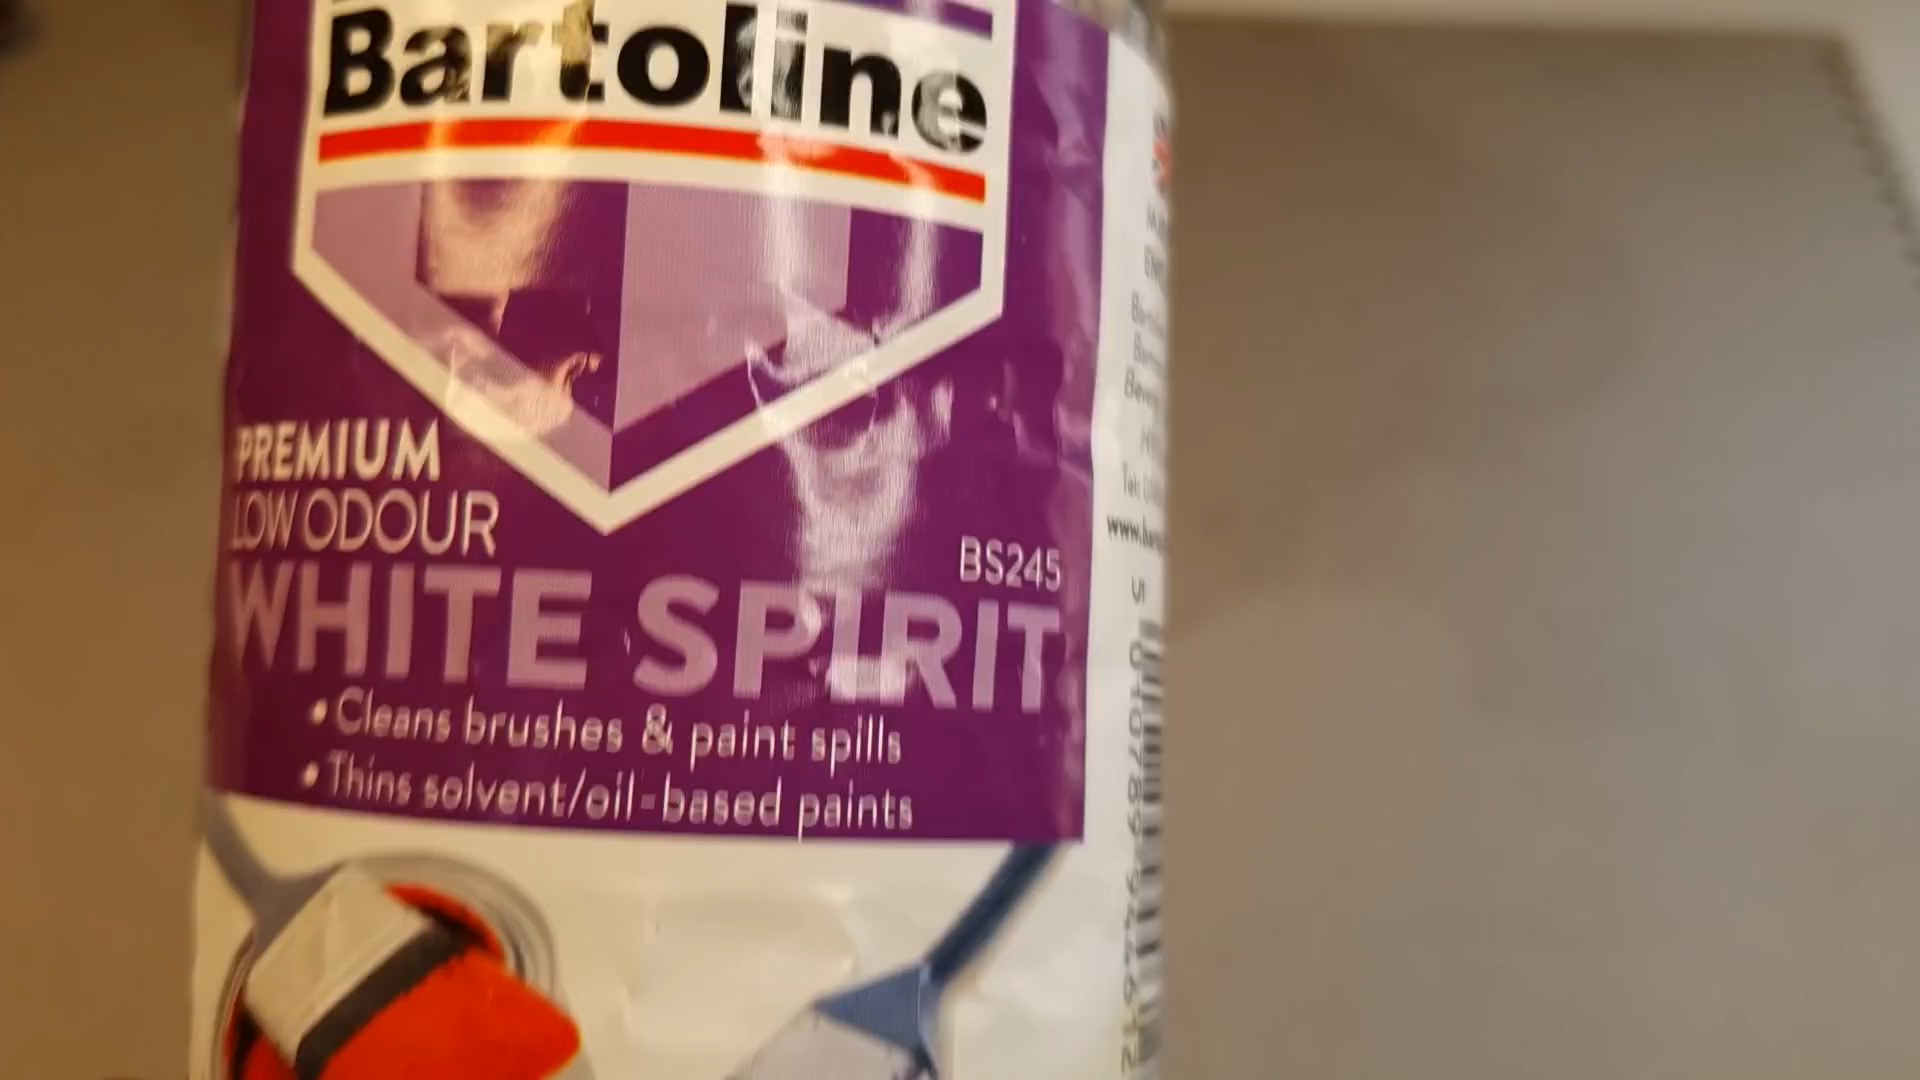 Bartoline
PREMIUM
LOW ODOUR
BS245
WHITE SPIRIT
• Cleans brushes & paint spills
• Thins solvent/oil-based paints